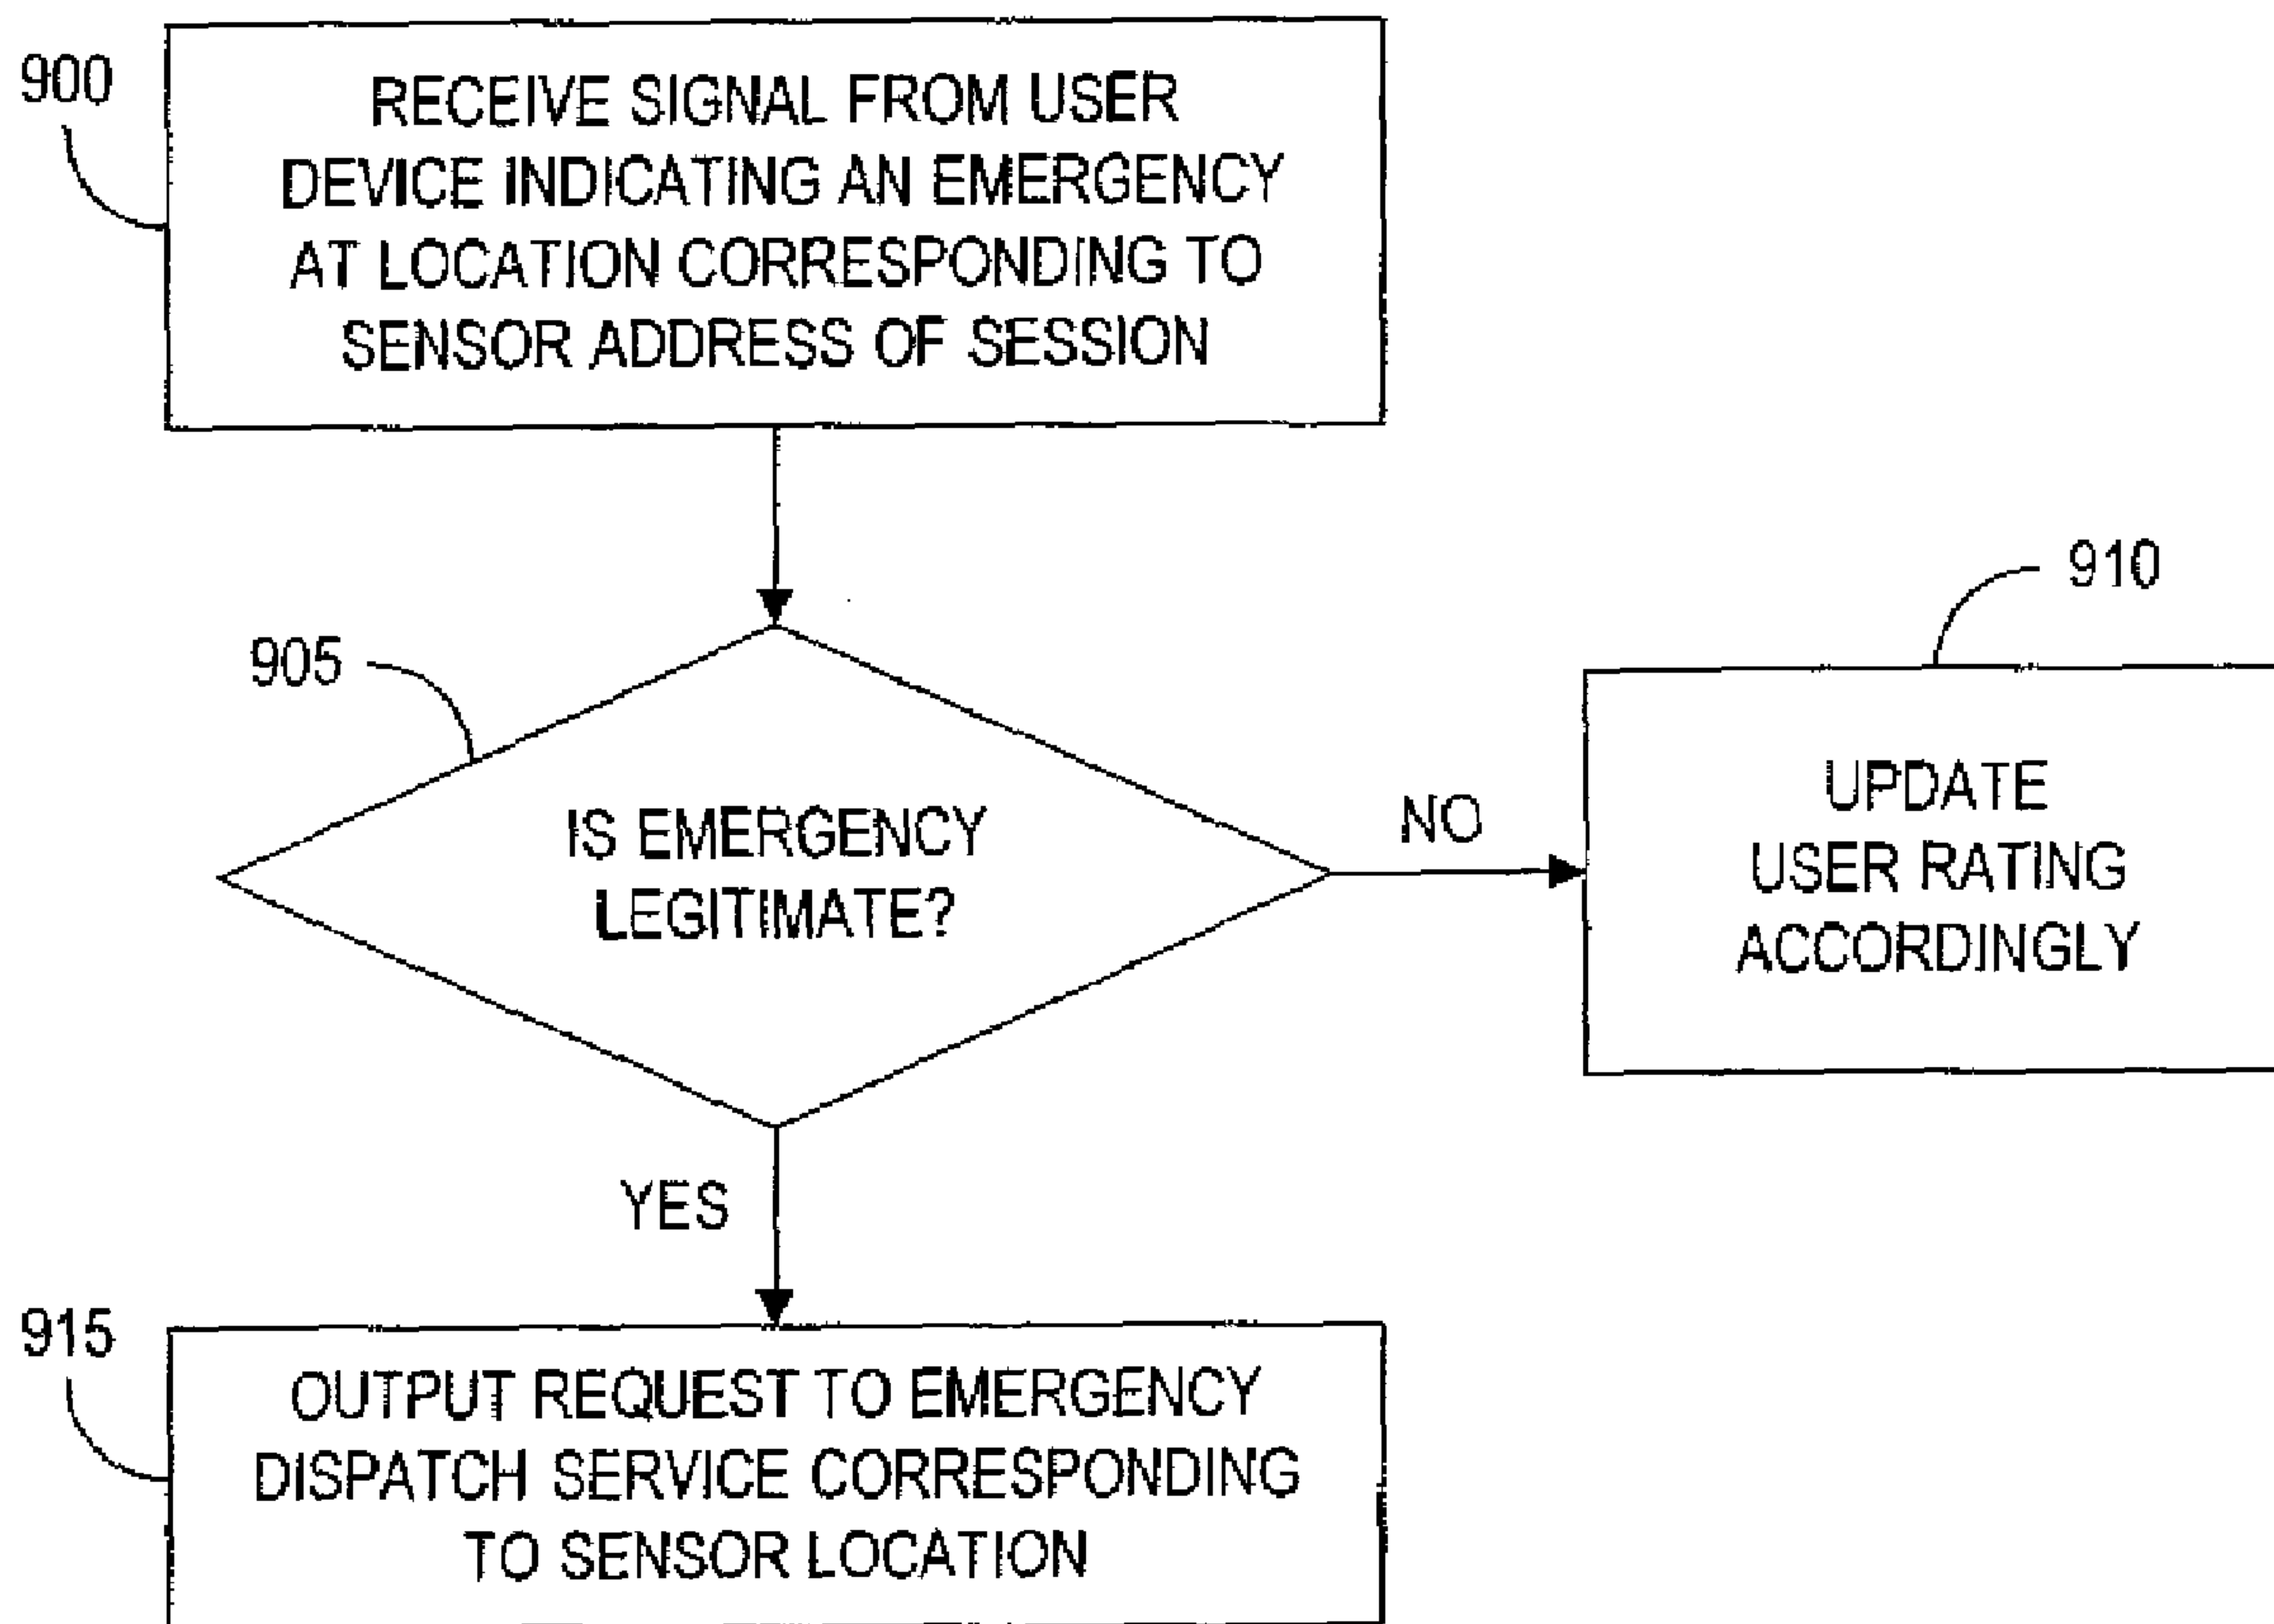 900
RECEIVE SIGNAL FROM USER
DEVICE INDICATING AN EMERGENCY
AT LOCATION CORRESPONDING TO
SENSOR ADDRESS OF SESSION
905
IS EMERGENCY
LEGITIMATE?
NO
910
UPDATE
USER RATING
ACCORDINGLY
YES
915
OUTPUT REQUEST TO EMERGENCY
DISPATCH SERVICE CORRESPONDING
TO SENSOR LOCATION